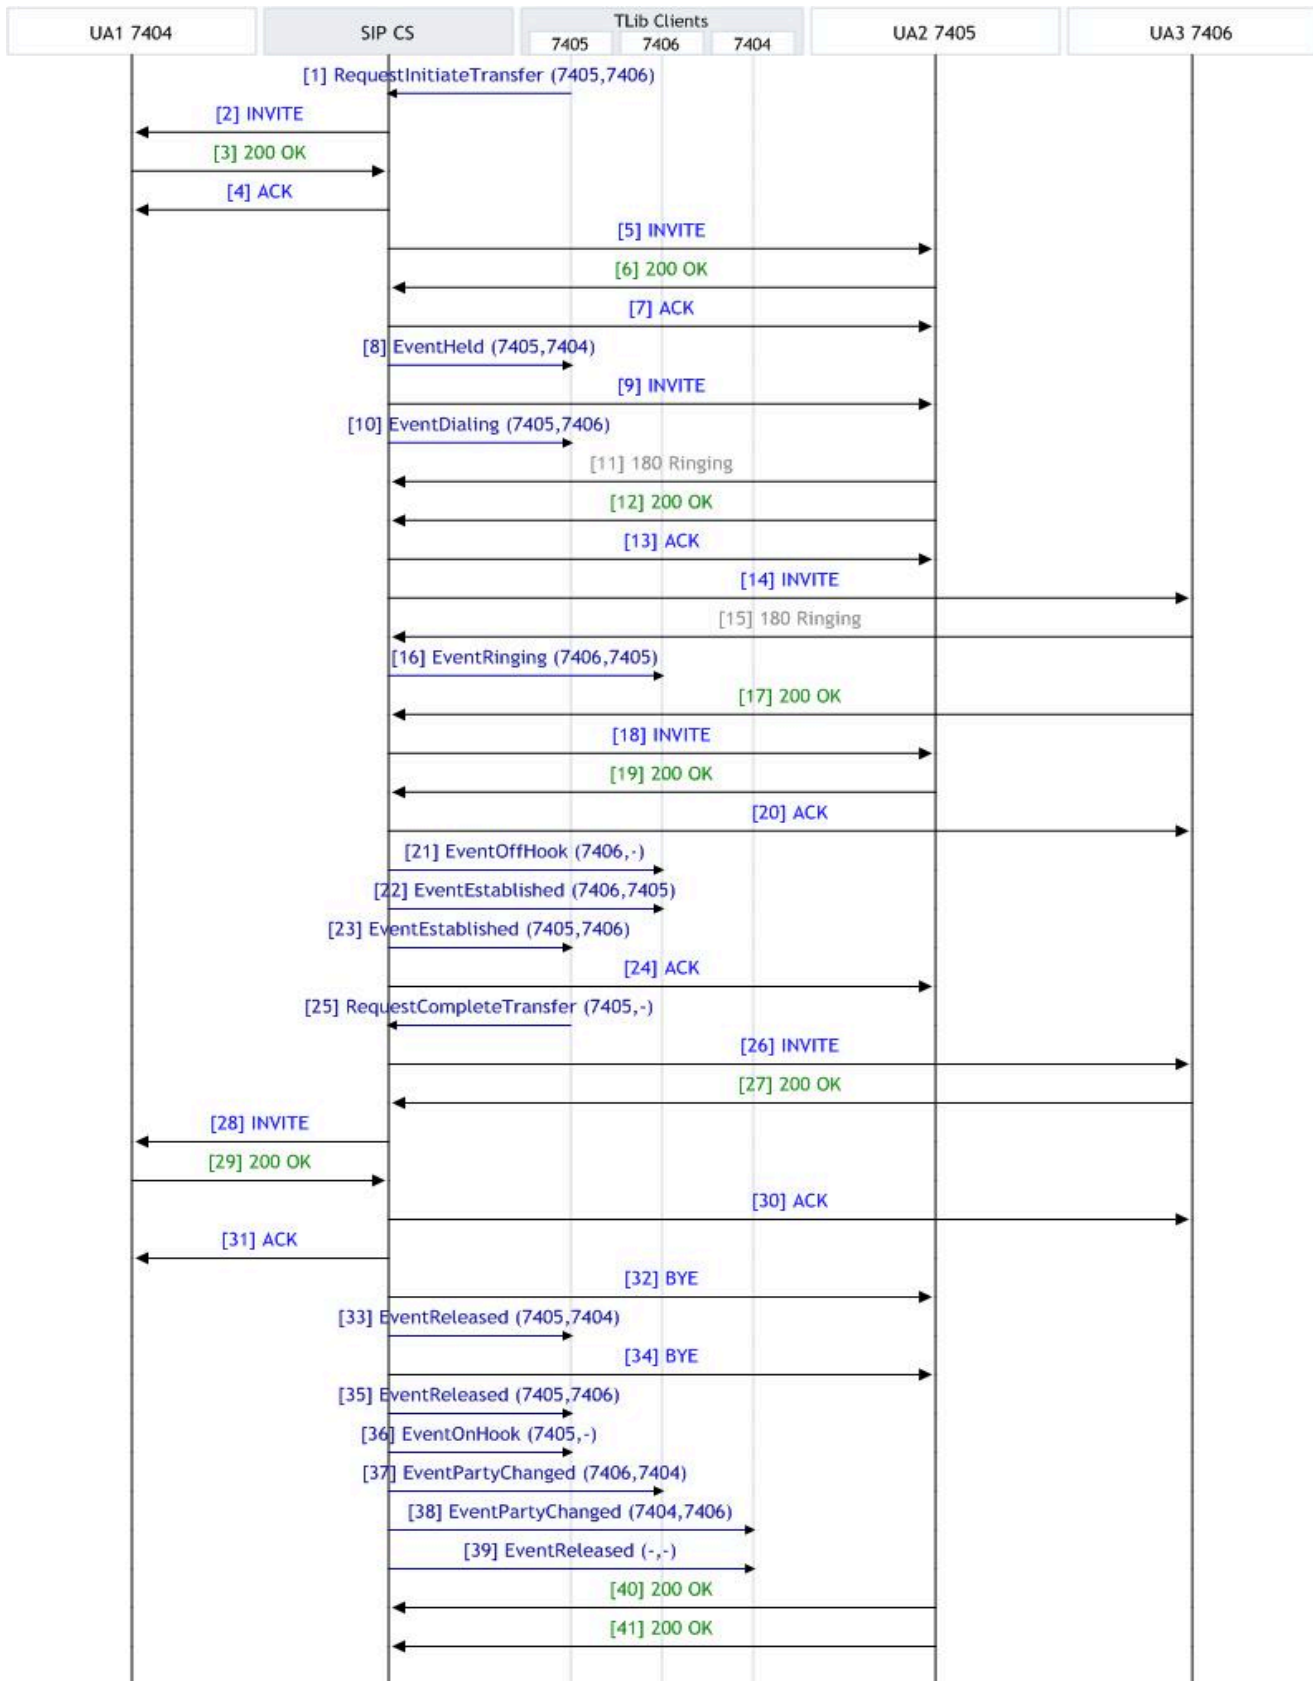 UA1 7404
SIP CS
TLib Clients
7405 7406 7404
UA2 7405
UA3 7406
[1] RequestInitiateTransfer (7405,7406)
[2] INVITE
[3] 200 OK
[4] ACK
[5] INVITE
[6] 200 OK
[7] ACK
[8] EventHeld (7405,7404)
[9] INVITE
[10] EventDialing (7405,7406)
[11] 180 Ringing
[12] 200 OK
[13] ACK
[14] INVITE
[15] 180 Ringing
[16] EventRinging (7406,7405)
[17] 200 OK
[18] INVITE
[19] 200 OK
[20] ACK
[21] EventOffHook (7406,-)
[22] EventEstablished (7406,7405)
[23] EventEstablished (7405,7406)
[24] ACK
[25] RequestCompleteTransfer (7405,-)
[26] INVITE
[27] 200 OK
[28] INVITE
[29] 200 OK
[30] ACK
[31] ACK
[32] BYE
[33] EventReleased (7405,7404)
[34] BYE
[35] EventReleased (7405,7406)
[36] EventOnHook (7405,-)
[37] EventPartyChanged (7406,7404)
[38] EventPartyChanged (7404,7406)
[39] EventReleased (-,-)
[40] 200 OK
[41] 200 OK